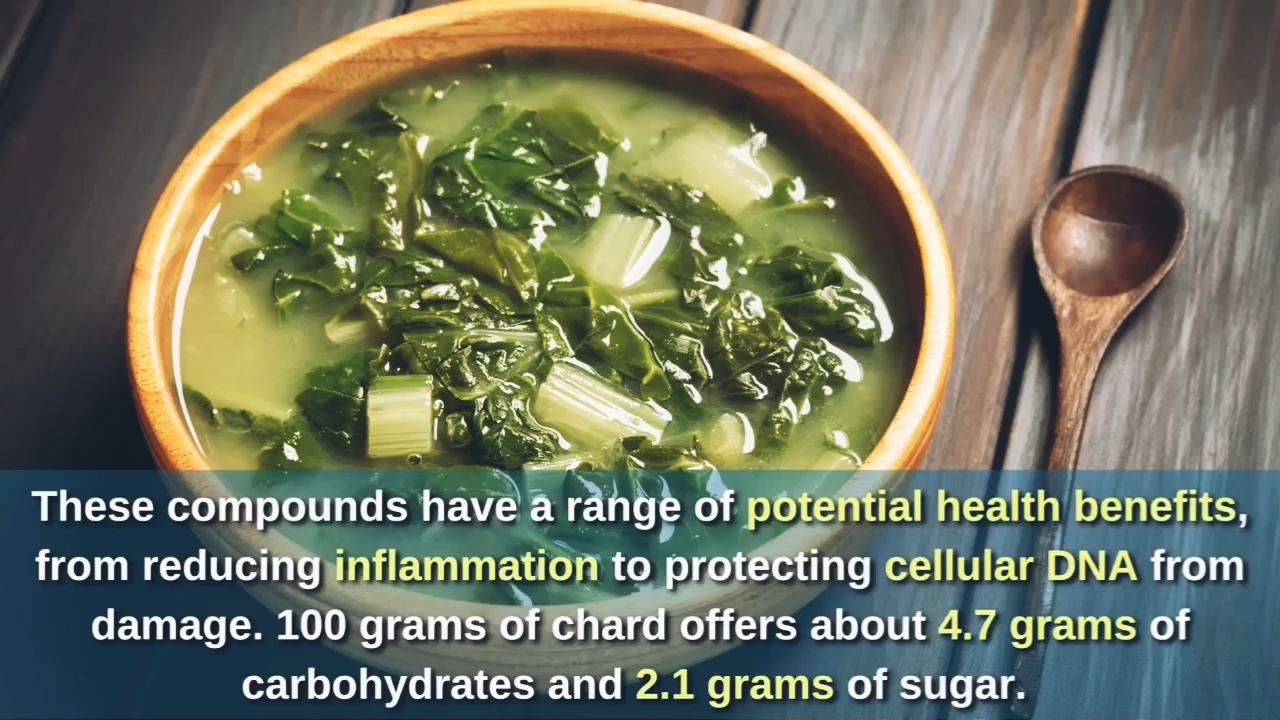 These compounds have a range of potential health benefits,
from reducing inflammation to protecting cellular DNA from
damage. 100 grams of chard offers about 4.7 grams of
carbohydrates and 2.1 grams of sugar.